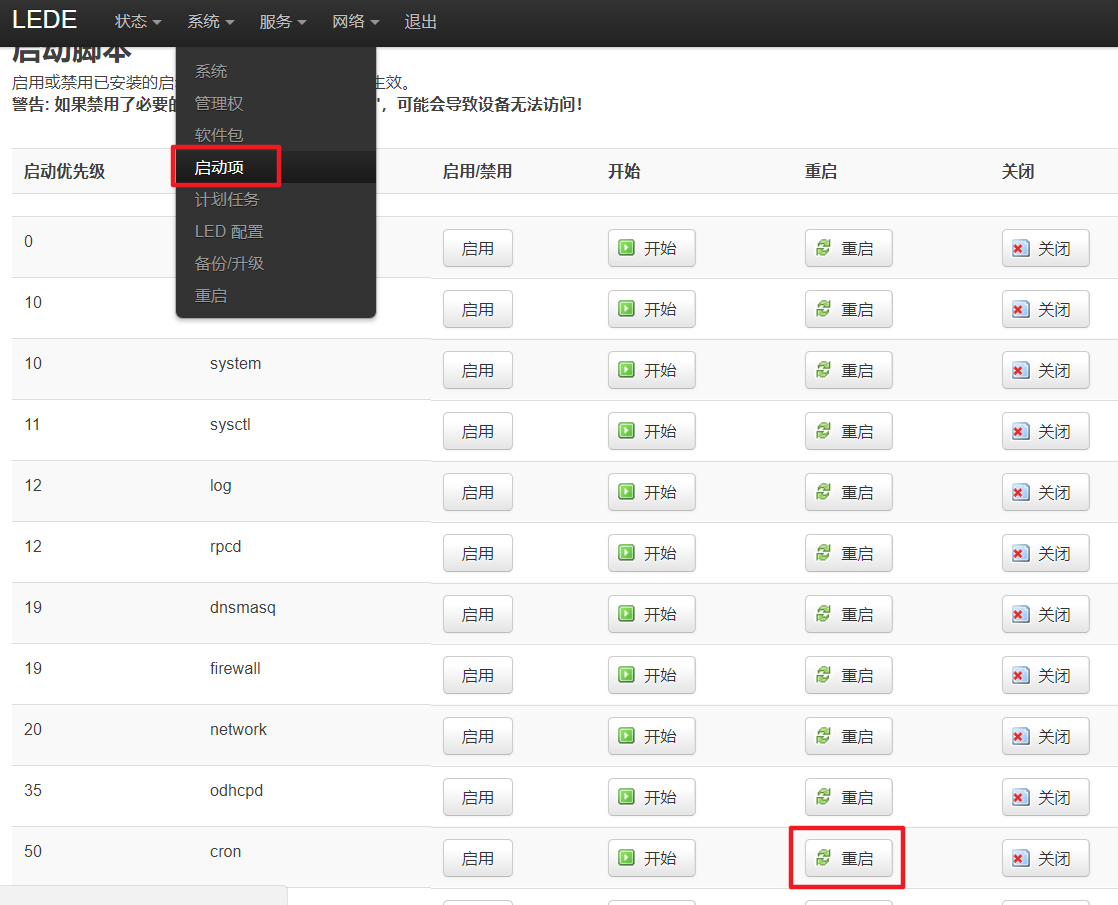 LEDE 状态 系统 服务 网络 退出
启动脚本
启用或禁用已安装的启 生效。
警告: 如果禁用了必要的 ", 可能会导致设备无法访问!
系统
管理权
软件包
启动项
计划任务
LED 配置
备份/升级
重启
启动优先级 启用/禁用 开始 重启 关闭
0 启用 开始 重启 关闭
10 启用 开始 重启 关闭
10 system 启用 开始 重启 关闭
11 sysctl 启用 开始 重启 关闭
12 log 启用 开始 重启 关闭
12 rpcd 启用 开始 重启 关闭
19 dnsmasq 启用 开始 重启 关闭
19 firewall 启用 开始 重启 关闭
20 network 启用 开始 重启 关闭
35 odhcpd 启用 开始 重启 关闭
50 cron 启用 开始 重启 关闭